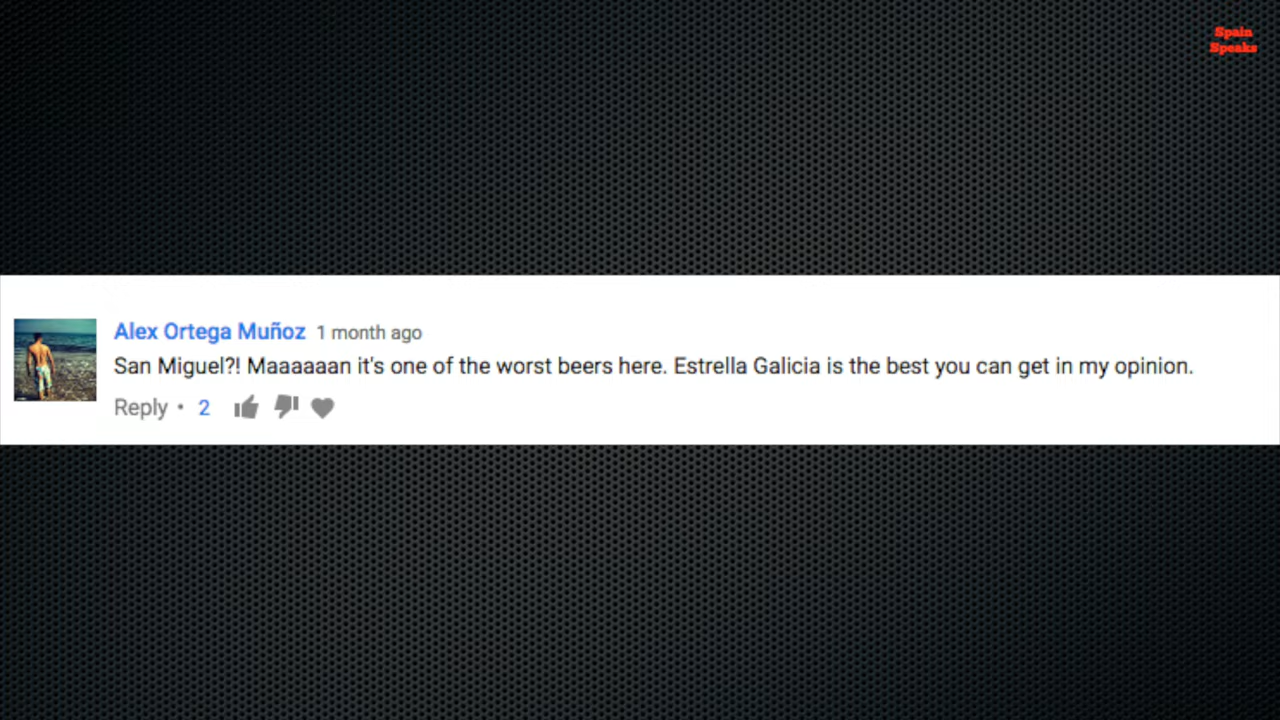 Spain
Speaks
Alex Ortega Muñoz 1 month ago
San Miguel?! Maaaaaan it's one of the worst beers here. Estrella Galicia is the best you can get in my opinion.
Reply • 2